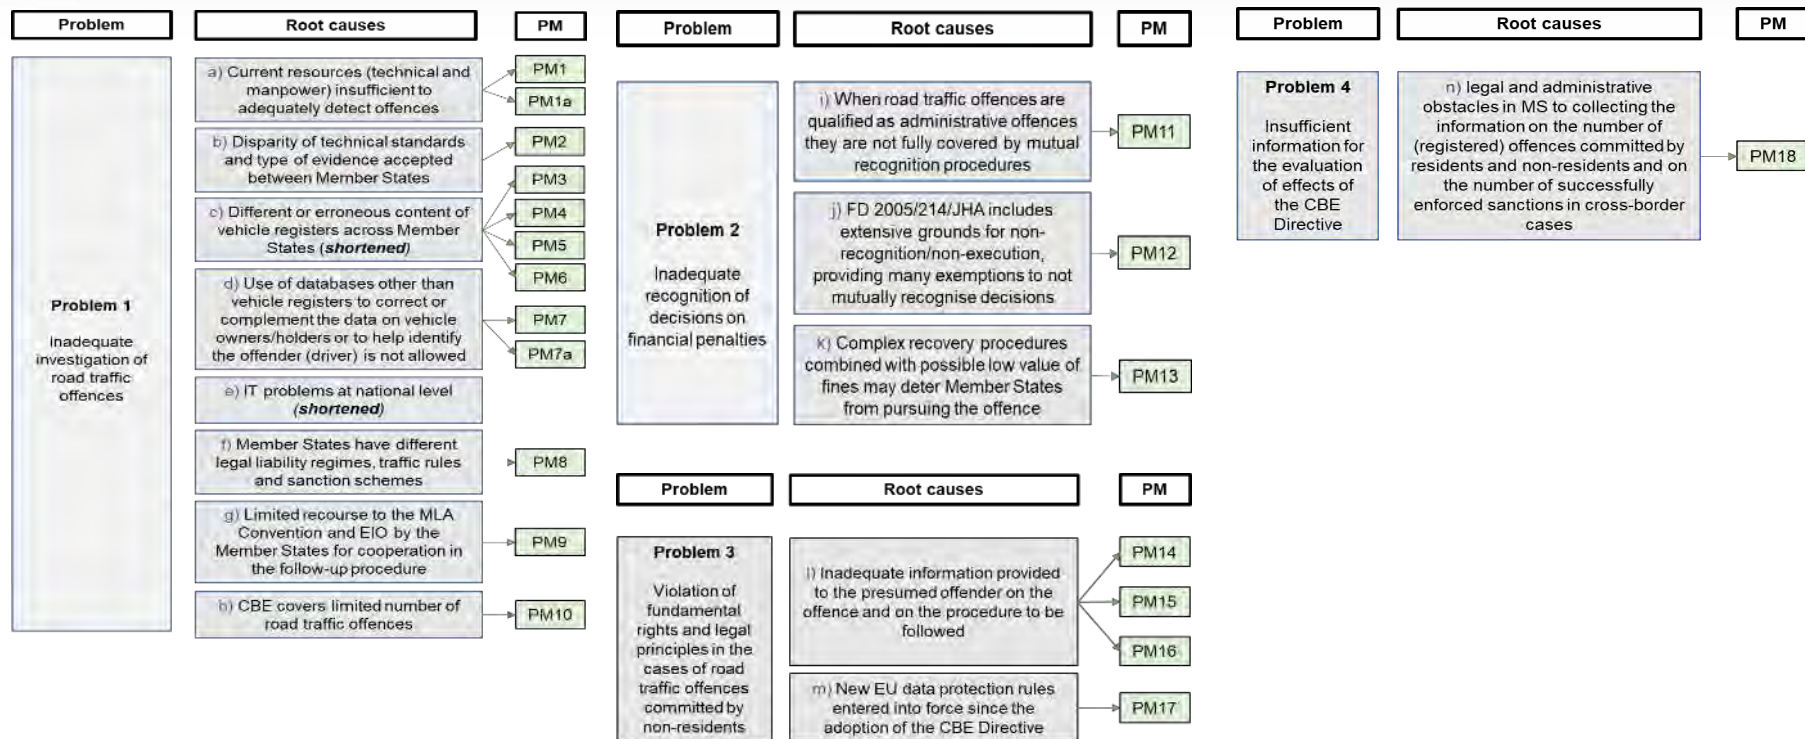 Problem
Root causes
PM
Problem 1
Inadequate
investigation of
road traffic
offences
a) Current resources (technical and
manpower) insufficient to
adequately detect offences
PM1
PM1a
b) Disparity of technical standards
and type of evidence accepted
between Member States
PM2
c) Different or erroneous content of
vehicle registers across Member
States (shortened)
PM3
PM4
PM5
PM6
d) Use of databases other than
vehicle registers to correct or
complement the data on vehicle
owners/holders or to help identify
the offender (driver) is not allowed
PM7
PM7a
e) IT problems at national level
(shortened)
f) Member States have different
legal liability regimes, traffic rules
and sanction schemes
PM8
g) Limited recourse to the MLA
Convention and EIO by the
Member States for cooperation in
the follow-up procedure
PM9
h) CBE covers limited number of
road traffic offences
PM10
Problem
Root causes
PM
Problem 2
Inadequate
recognition of
decisions on
financial penalties
i) When road traffic offences are
qualified as administrative offences
they are not fully covered by mutual
recognition procedures
PM11
j) FD 2005/214/JHA includes
extensive grounds for non-
recognition/non-execution,
providing many exemptions to not
mutually recognise decisions
PM12
k) Complex recovery procedures
combined with possible low value of
fines may deter Member States
from pursuing the offence
PM13
Problem
Root causes
PM
Problem 3
Violation of
fundamental
rights and legal
principles in the
cases of road
traffic offences
committed by
non-residents
l) Inadequate information provided
to the presumed offender on the
offence and on the procedure to be
followed
PM14
PM15
PM16
m) New EU data protection rules
entered into force since the
adoption of the CBE Directive
PM17
Problem
Root causes
PM
Problem 4
Insufficient
information for
the evaluation
of effects of
the CBE
Directive
n) legal and administrative
obstacles in MS to collecting the
information on the number of
(registered) offences committed by
residents and non-residents and on
the number of successfully
enforced sanctions in cross-border
cases
PM18